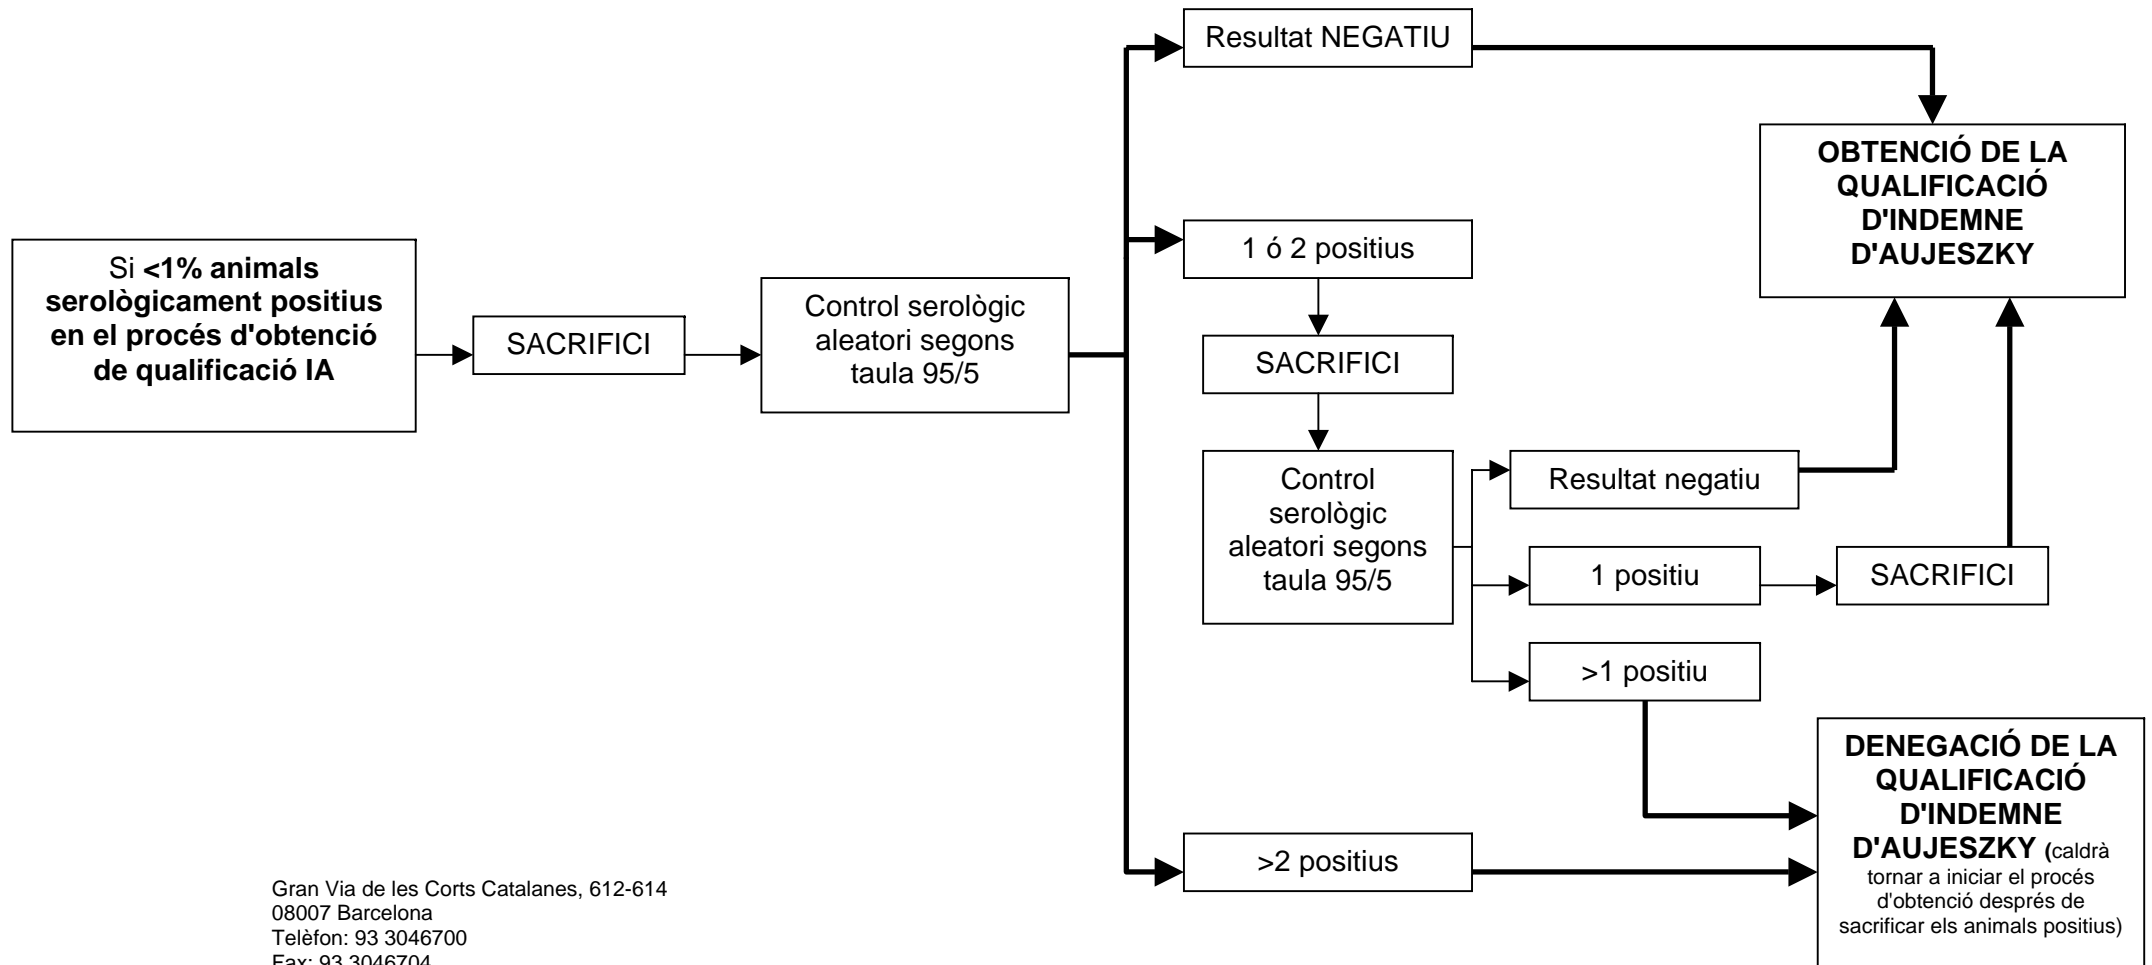 Resultat NEGATIU
OBTENCIÓ DE LA
QUALIFICACIÓ
D'INDEMNE
D'AUJESZKY
Si <1% animals
serològicament positius
en el procés d'obtenció
de qualificació IA
SACRIFICI
Control serològic
aleatori segons
taula 95/5
1 ó 2 positius
SACRIFICI
Control
serològic
aleatori segons
taula 95/5
Resultat negatiu
1 positiu
SACRIFICI
>1 positiu
>2 positius
DENEGACIÓ DE LA
QUALIFICACIÓ
D'INDEMNE
D'AUJESZKY (caldrà
tornar a iniciar el procés
d'obtenció després de
sacrificar els animals positius)
Gran Via de les Corts Catalanes, 612-614
08007 Barcelona
Telèfon: 93 3046700
Fax: 93 3046704